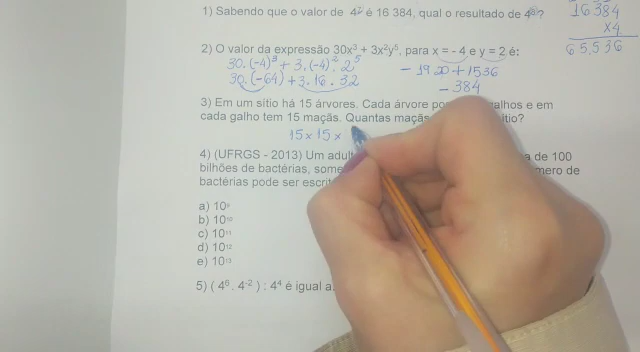 1) Sabendo que o valor de 4⁷ é 16 384, qual o resultado de 4⁸?
16384
x4
65,536
2) O valor da expressão 30x³ + 3x²y⁵, para x = - 4 e y = 2 é:
30.(-4)³ + 3.(-4)².2⁵
30.(-64) + 3.16.32
- 1920 + 1536
- 384
3) Em um sítio há 15 árvores. Cada árvore galhos e em
cada galho tem 15 maçãs. Quantas maçãs
15 x 15 x
4) (UFRGS - 2013) Um de 100
bilhões de bactérias, de
bactérias pode ser
a) 10⁹
b) 10¹⁰
c) 10¹¹
d) 10¹²
e) 10¹³
5) ( 4⁶ . 4⁻² ) : 4⁴ é igual a